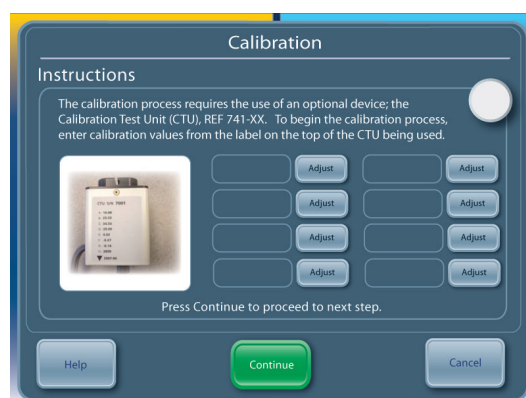 Calibration
Instructions
The calibration process requires the use of an optional device; the
Calibration Test Unit (CTU), REF 741-XX. To begin the calibration process,
enter calibration values from the label on the top of the CTU being used.
CTU S/N T001
Adjust Adjust
Adjust Adjust
Adjust Adjust
Adjust Adjust
Press Continue to proceed to next step.
Help Continue Cancel